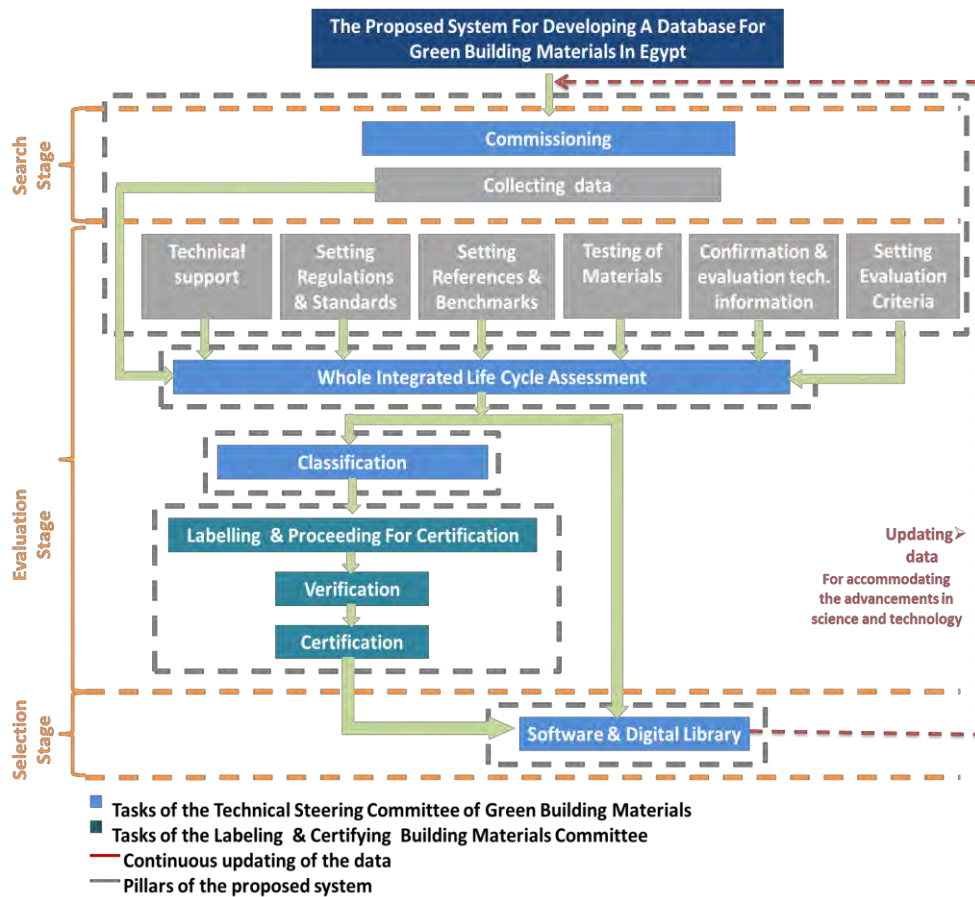 The Proposed System For Developing A Database For
Green Building Materials In Egypt
Search
Stage
Commissioning
Collecting data
Technical
support
Setting
Regulations
& Standards
Setting
References &
Benchmarks
Testing of
Materials
Confirmation &
evaluation tech.
information
Setting
Evaluation
Criteria
Whole Integrated Life Cycle Assessment
Evaluation
Stage
Classification
Labelling & Proceeding For Certification
Verification
Certification
Updating
data
For accommodating
the advancements in
science and technology
Selection
Stage
Software & Digital Library
Tasks of the Technical Steering Committee of Green Building Materials
Tasks of the Labeling & Certifying Building Materials Committee
Continuous updating of the data
Pillars of the proposed system